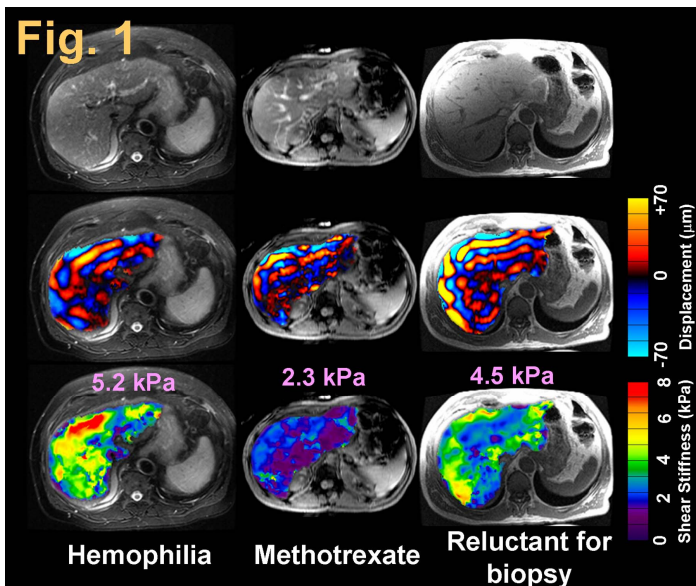 Fig. 1
+70
0
-70
Displacement (μm)
5.2 kPa
2.3 kPa
4.5 kPa
8
6
4
2
0
Shear Stiffness (kPa)
Hemophilia
Methotrexate
Reluctant for
biopsy